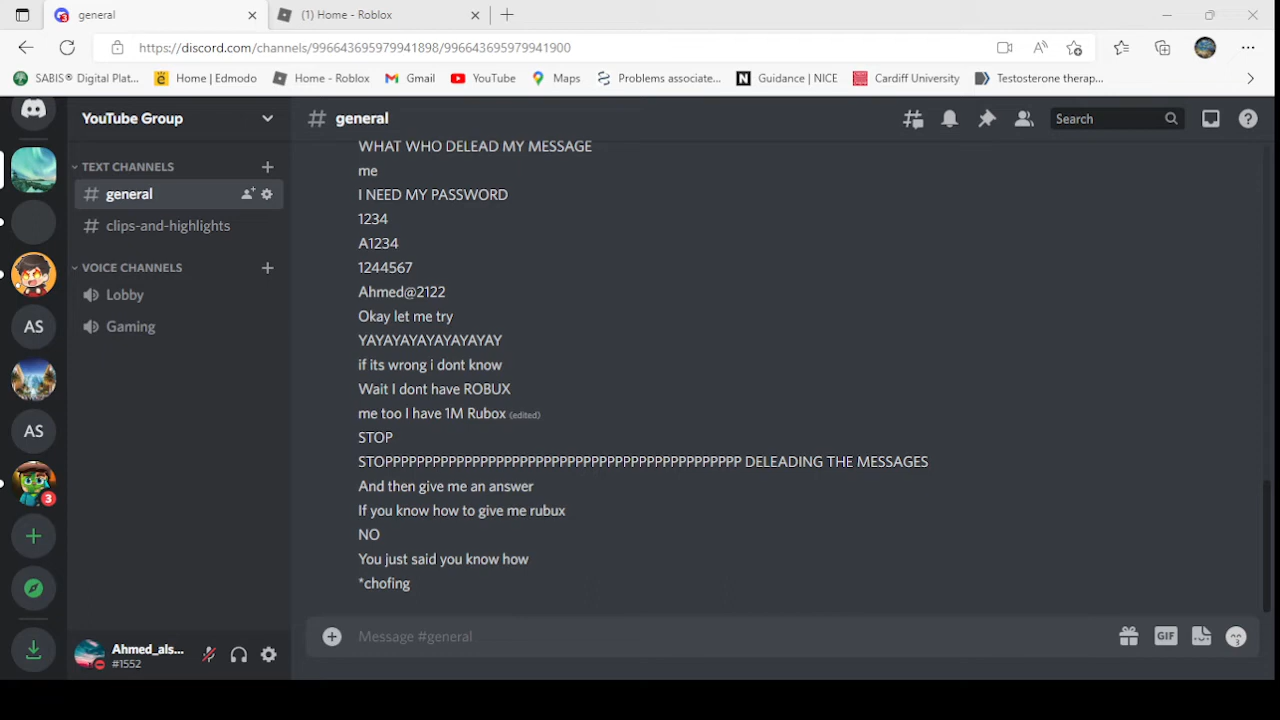 general
(1) Home - Roblox
https://discord.com/channels/996643695979941898/996643695979941900
SABIS® Digital Plat...
Home | Edmodo
Home - Roblox
Gmail
YouTube
Maps
Problems associate...
Guidance | NICE
Cardiff University
Testosterone therap...
YouTube Group
general
Search
TEXT CHANNELS
general
clips-and-highlights
VOICE CHANNELS
Lobby
Gaming
AS
AS
3
WHAT WHO DELEAD MY MESSAGE
me
I NEED MY PASSWORD
1234
A1234
1244567
Ahmed@2122
Okay let me try
YAYAYAYAYAYAYAYAY
if its wrong i dont know
Wait I dont have ROBUX
me too I have 1M Rubox (edited)
STOP
STOPPPPPPPPPPPPPPPPPPPPPPPPPPPPPPPPPPPPPPPPPPPP DELEADING THE MESSAGES
And then give me an answer
If you know how to give me rubux
NO
You just said you know how
*chofing
Message #general
GIF
Ahmed_als...
#1552